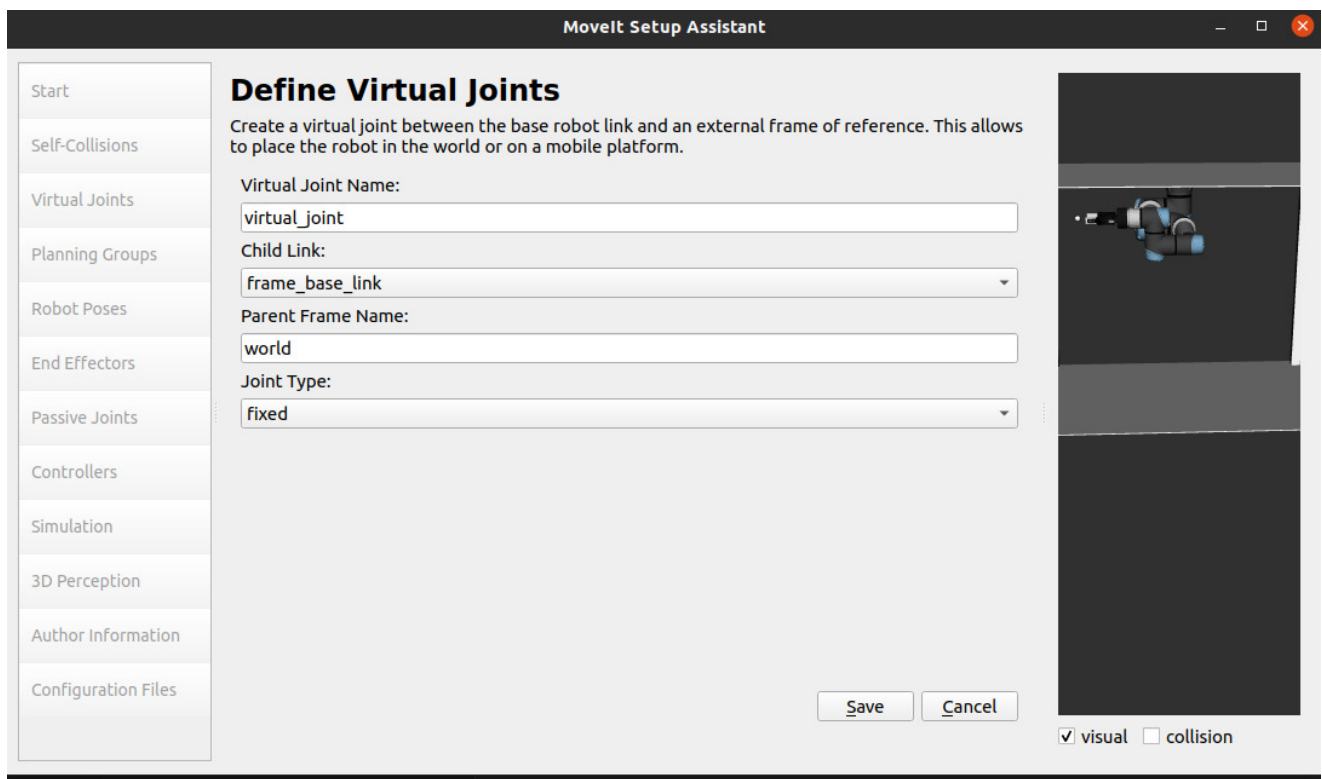 MoveIt Setup Assistant
Start
Self-Collisions
Virtual Joints
Planning Groups
Robot Poses
End Effectors
Passive Joints
Controllers
Simulation
3D Perception
Author Information
Configuration Files
Define Virtual Joints
Create a virtual joint between the base robot link and an external frame of reference. This allows
to place the robot in the world or on a mobile platform.
Virtual Joint Name:
virtual_joint
Child Link:
frame_base_link
Parent Frame Name:
world
Joint Type:
fixed
Save Cancel
visual collision